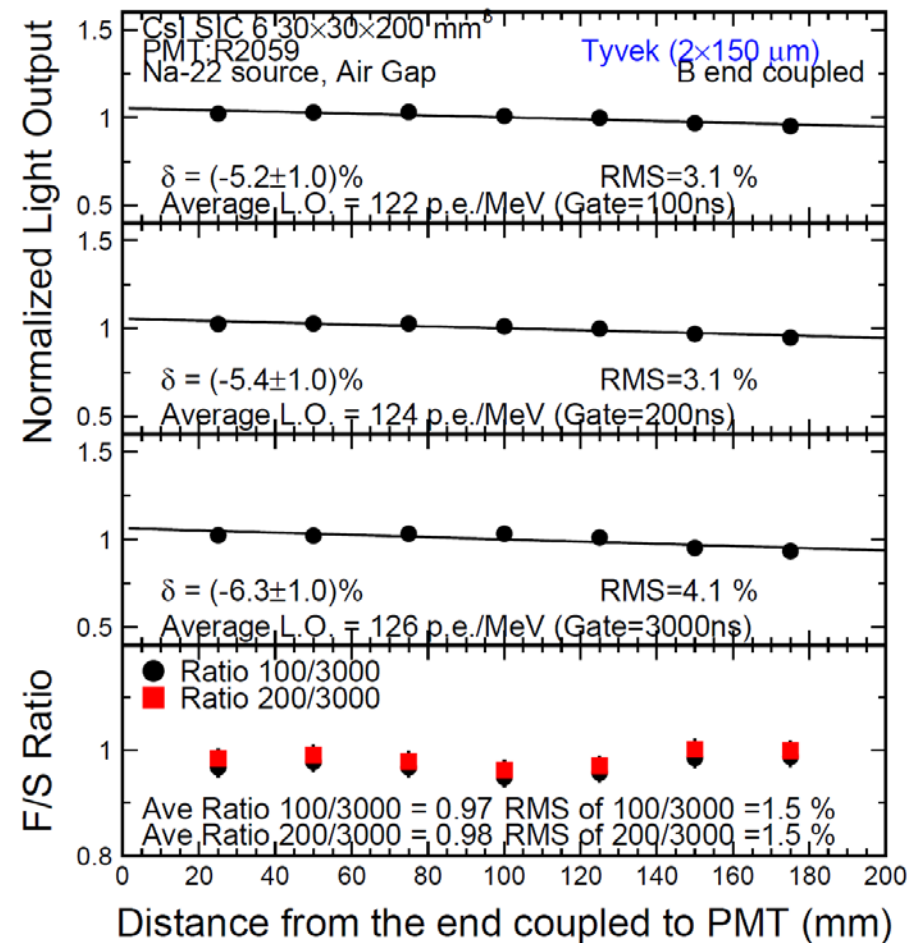 CsI SIC 6 30×30×200 mm³
PMT:R2059
Tyvek (2×150 μm)
Na-22 source, Air Gap
B end coupled
Normalized Light Output
1.5
1
0.5
δ = (-5.2±1.0)%
RMS=3.1 %
Average L.O. = 122 p.e./MeV (Gate=100ns)
1.5
1
0.5
δ = (-5.4±1.0)%
RMS=3.1 %
Average L.O. = 124 p.e./MeV (Gate=200ns)
1.5
1
0.5
δ = (-6.3±1.0)%
RMS=4.1 %
Average L.O. = 126 p.e./MeV (Gate=3000ns)
F/S Ratio
Ratio 100/3000
Ratio 200/3000
1
0.8
Ave Ratio 100/3000 = 0.97 RMS of 100/3000 =1.5 %
Ave Ratio 200/3000 = 0.98 RMS of 200/3000 =1.5 %
0 20 40 60 80 100 120 140 160 180 200
Distance from the end coupled to PMT (mm)